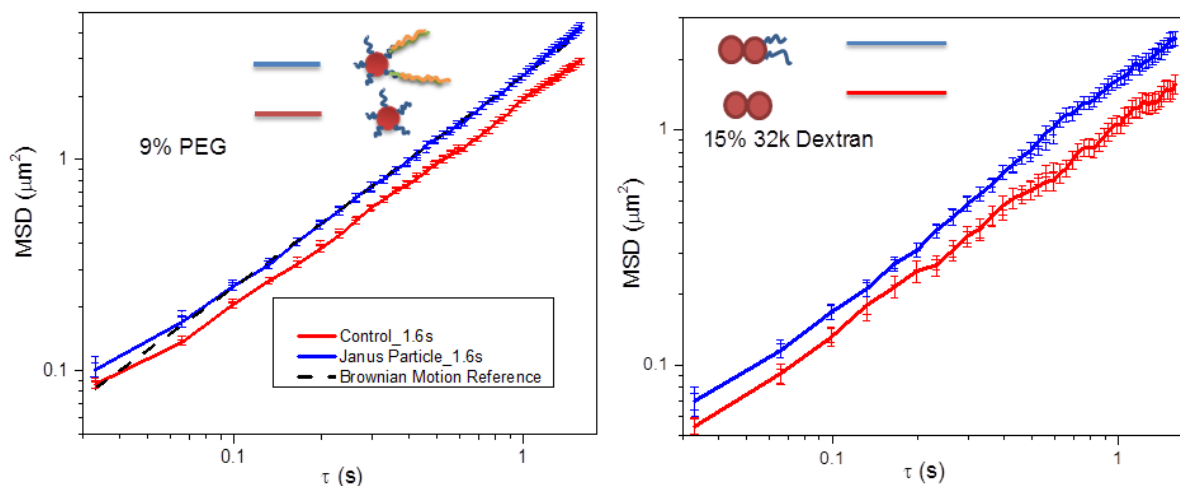 MSD (μm²)
1
0.1
9% PEG
Control_1.6s
Janus Particle_1.6s
Brownian Motion Reference
0.1
1
τ (s)
MSD (μm²)
1
0.1
15% 32k Dextran
0.1
1
τ (s)